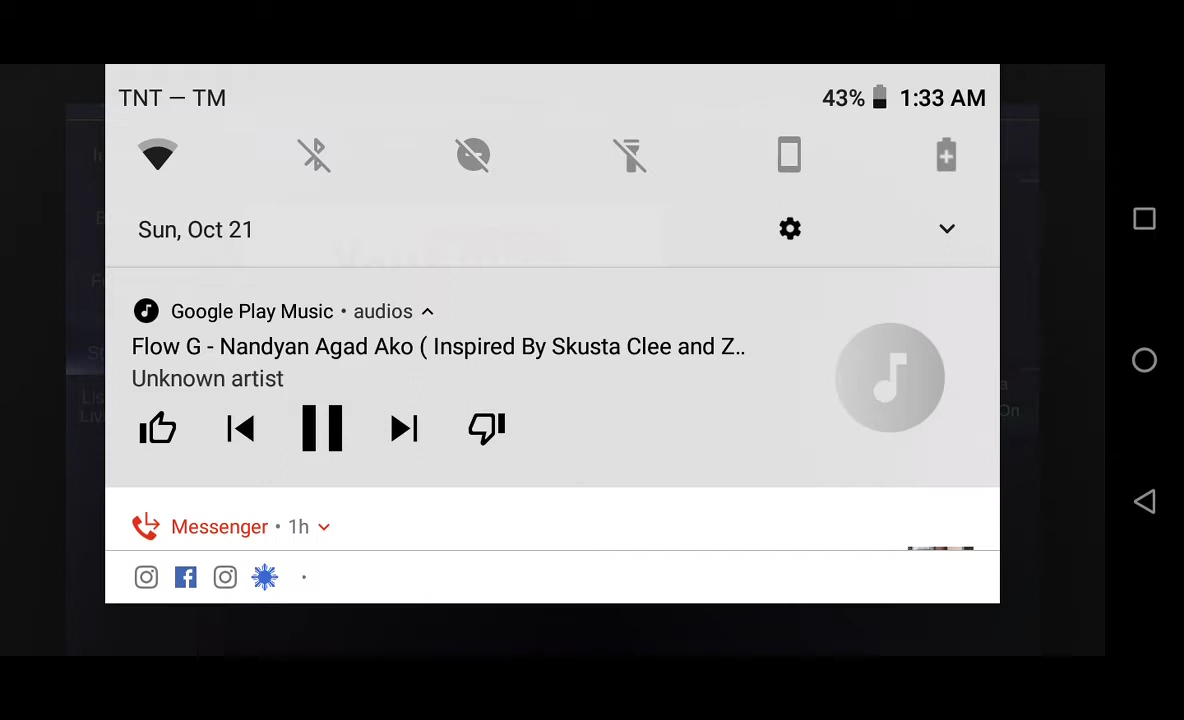 TNT — TM
43% 1:33 AM
Sun, Oct 21
Google Play Music • audios
Flow G - Nandyan Agad Ako ( Inspired By Skusta Clee and Z..
Unknown artist
Messenger • 1h
On